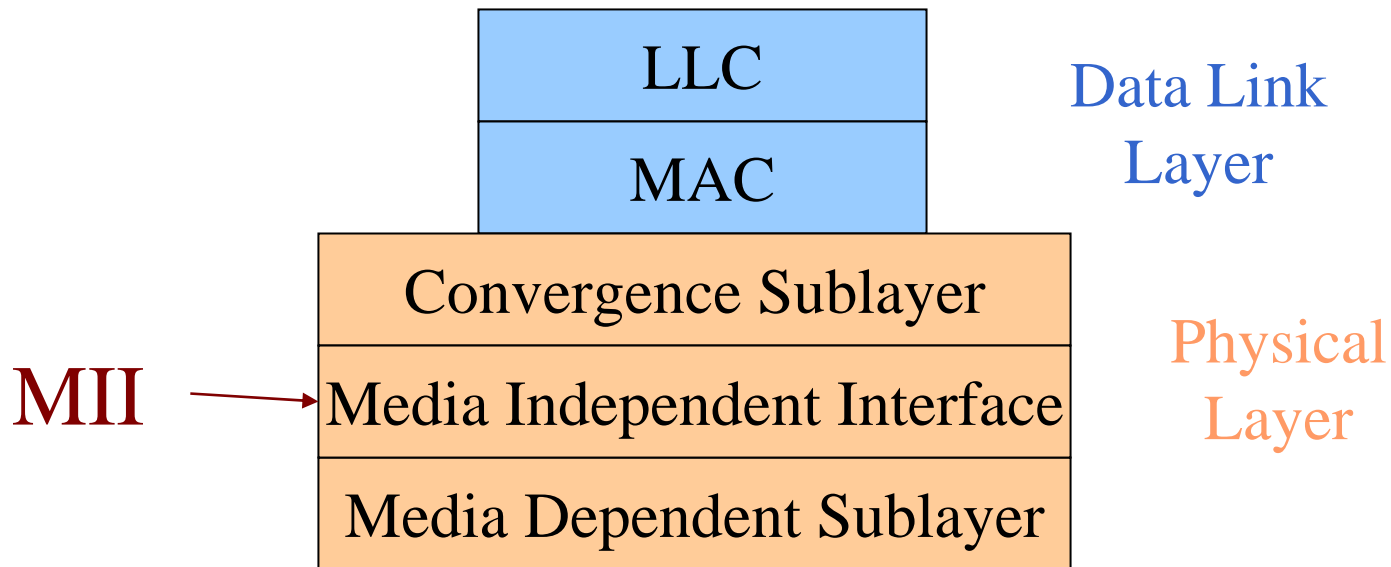 LLC
Data Link
Layer
MAC
Convergence Sublayer
Physical
Layer
MII
Media Independent Interface
Media Dependent Sublayer